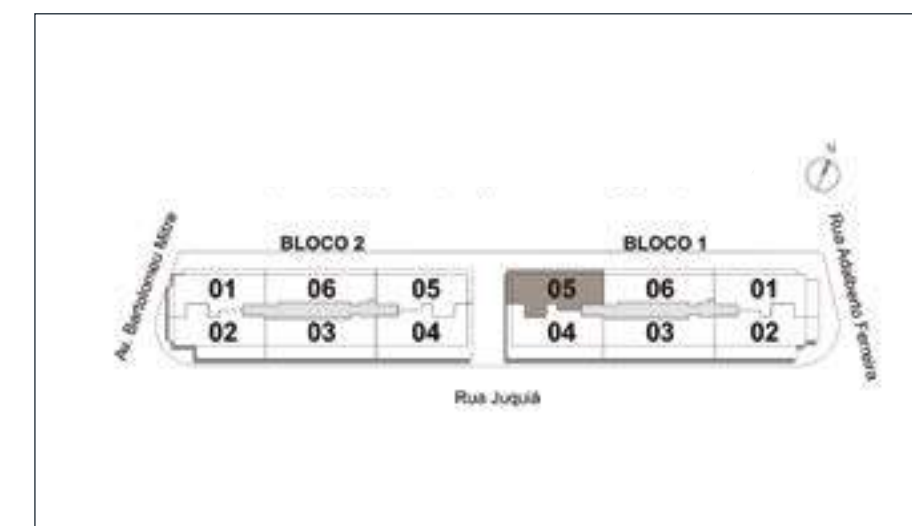 N
BLOCO 2
BLOCO 1
Av. Bartolomeu Mitre
Rua Adalberto Ferreira
01 06 05
05 06 01
02 03 04
04 03 02
Rua Juquiá